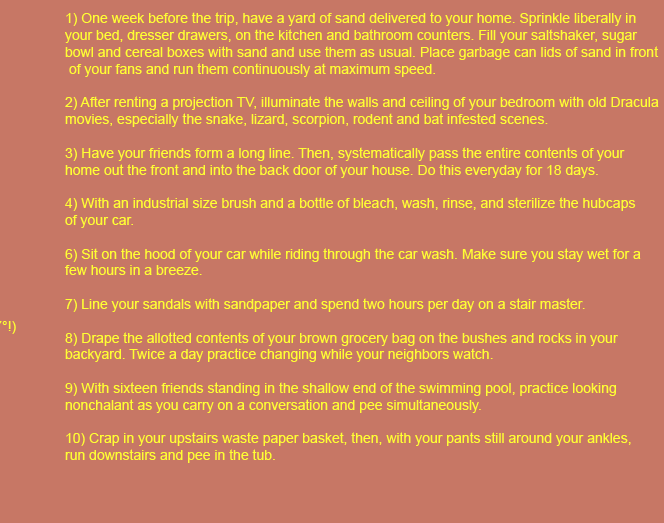 1) One week before the trip, have a yard of sand delivered to your home. Sprinkle liberally in
your bed, dresser drawers, on the kitchen and bathroom counters. Fill your saltshaker, sugar
bowl and cereal boxes with sand and use them as usual. Place garbage can lids of sand in front
of your fans and run them continuously at maximum speed.
2) After renting a projection TV, illuminate the walls and ceiling of your bedroom with old Dracula
movies, especially the snake, lizard, scorpion, rodent and bat infested scenes.
3) Have your friends form a long line. Then, systematically pass the entire contents of your
home out the front and into the back door of your house. Do this everyday for 18 days.
4) With an industrial size brush and a bottle of bleach, wash, rinse, and sterilize the hubcaps
of your car.
6) Sit on the hood of your car while riding through the car wash. Make sure you stay wet for a
few hours in a breeze.
7) Line your sandals with sandpaper and spend two hours per day on a stair master.
°!)
8) Drape the allotted contents of your brown grocery bag on the bushes and rocks in your
backyard. Twice a day practice changing while your neighbors watch.
9) With sixteen friends standing in the shallow end of the swimming pool, practice looking
nonchalant as you carry on a conversation and pee simultaneously.
10) Crap in your upstairs waste paper basket, then, with your pants still around your ankles,
run downstairs and pee in the tub.